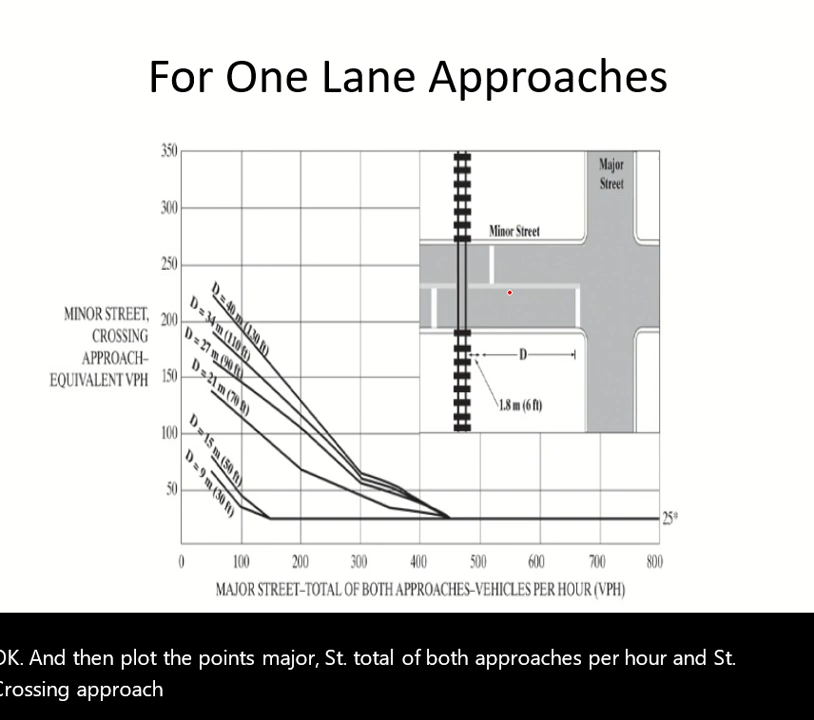 For One Lane Approaches
350
300
250
200
150
100
50
MINOR STREET,
CROSSING
APPROACH–
EQUIVALENT VPH
D = 40 m (130 ft)
D = 34 m (110 ft)
D = 27 m (90 ft)
D = 21 m (70 ft)
D = 15 m (50 ft)
D = 9 m (30 ft)
Major
Street
Minor Street
D
1.8 m (6 ft)
25*
0 100 200 300 400 500 600 700 800
MAJOR STREET–TOTAL OF BOTH APPROACHES–VEHICLES PER HOUR (VPH)
OK. And then plot the points major, St. total of both approaches per hour and St.
Crossing approach